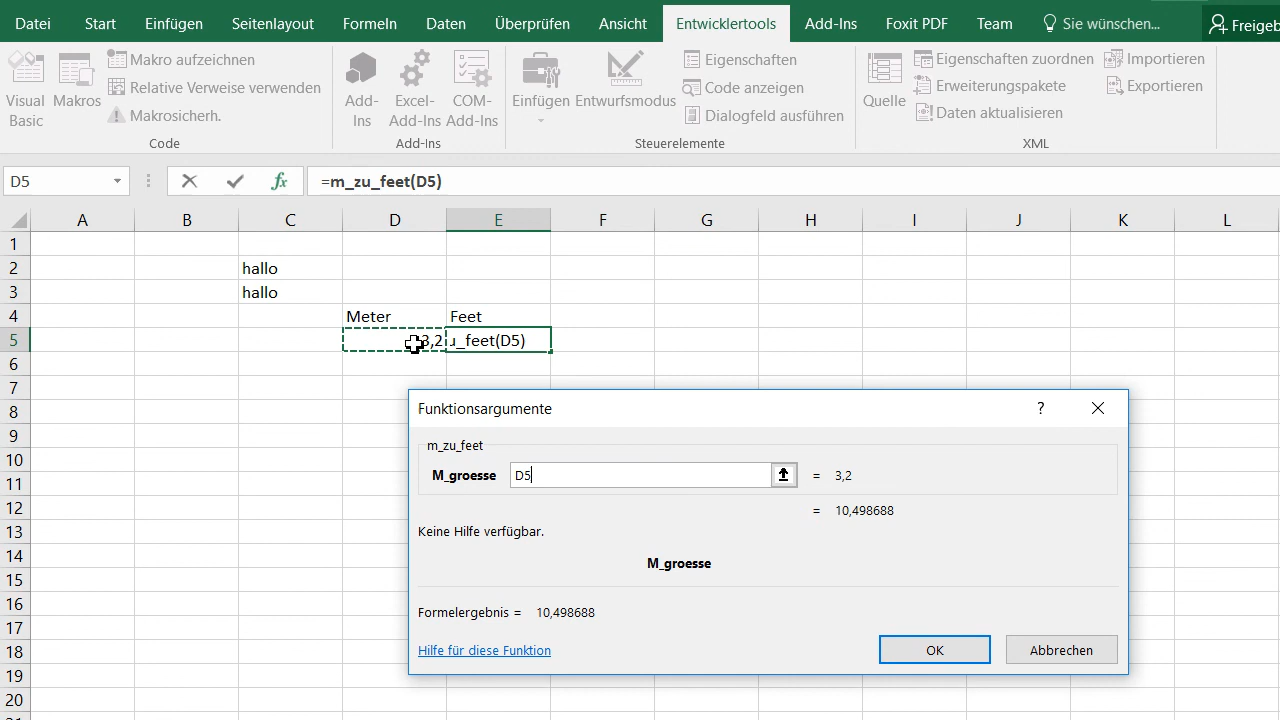 Datei Start Einfügen Seitenlayout Formeln Daten Überprüfen Ansicht Entwicklertools Add-Ins Foxit PDF Team Sie wünschen... Freigeb
Visual Basic
Makros
Makro aufzeichnen
Relative Verweise verwenden
Makrosicherh.
Code
Add-Ins
Excel-Add-Ins
COM-Add-Ins
Add-Ins
Einfügen
Entwurfsmodus
Eigenschaften
Code anzeigen
Dialogfeld ausführen
Steuerelemente
Quelle
Eigenschaften zuordnen
Erweiterungspakete
Daten aktualisieren
Importieren
Exportieren
XML
D5 fx =m_zu_feet(D5)
A B C D E F G H I J K L
1
2 hallo
3 hallo
4 Meter Feet
5 3,2 u_feet(D5)
6
7
8
9
10
11
12
13
14
15
16
17
18
19
20
Funktionsargumente ?
m_zu_feet
M_groesse D5 = 3,2
= 10,498688
Keine Hilfe verfügbar.
M_groesse
Formelergebnis = 10,498688
Hilfe für diese Funktion OK Abbrechen